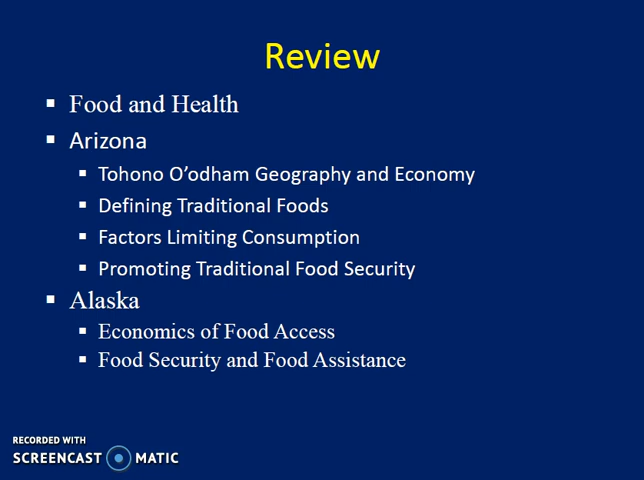 Review
▪ Food and Health
▪ Arizona
▪ Tohono O’odham Geography and Economy
▪ Defining Traditional Foods
▪ Factors Limiting Consumption
▪ Promoting Traditional Food Security
▪ Alaska
▪ Economics of Food Access
▪ Food Security and Food Assistance
RECORDED WITH
SCREENCAST MATIC